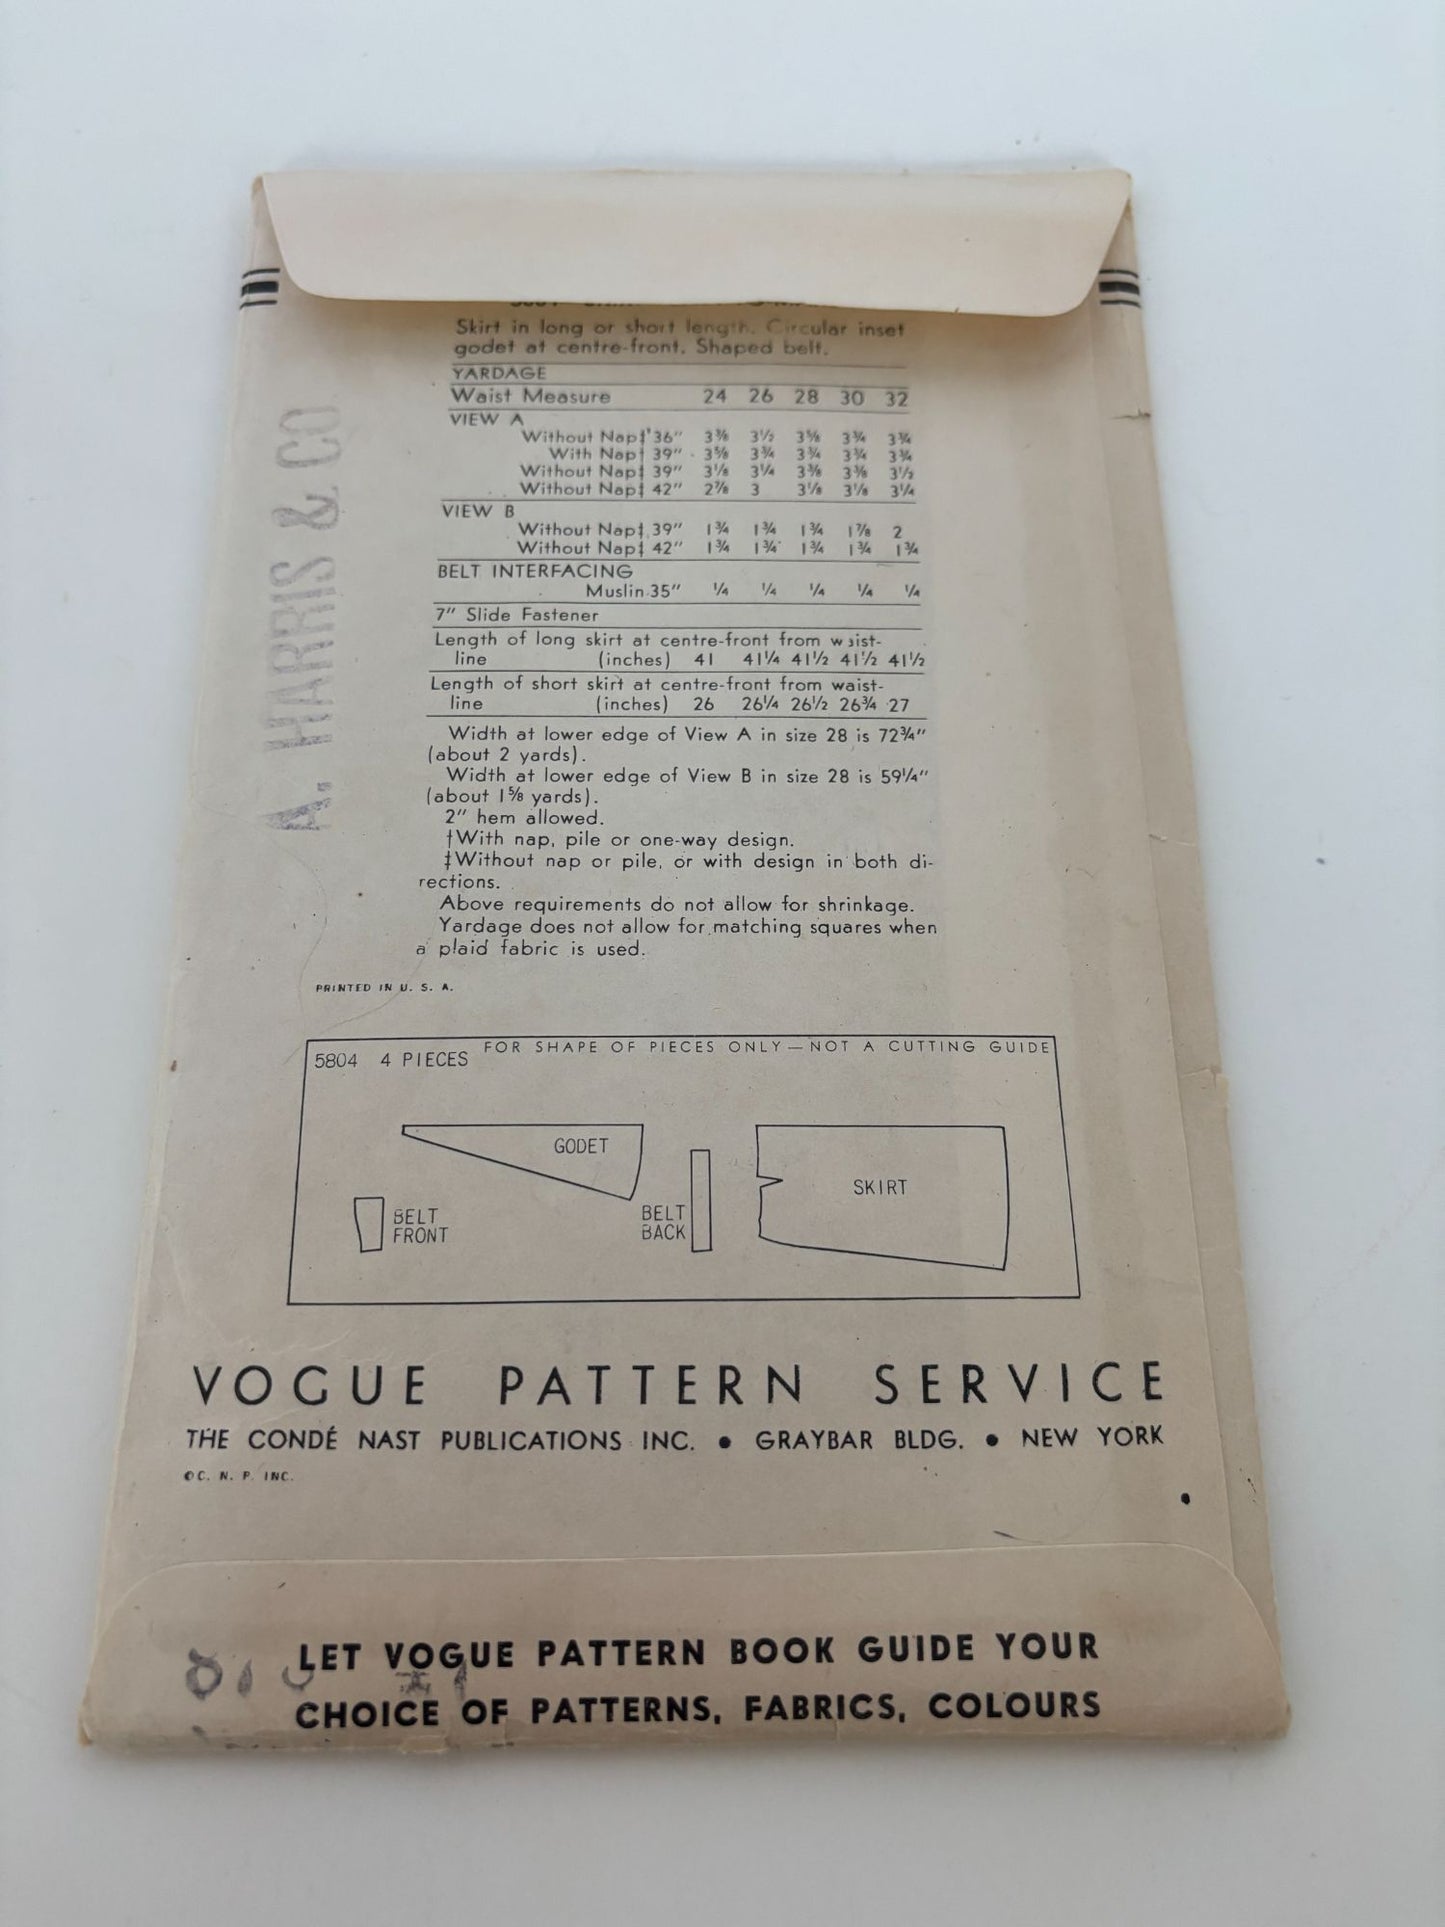 Skirt in long or short length. Circular inset
godet at centre-front. Shaped belt.
YARDAGE
Waist Measure 24 26 28 30 32
VIEW A
Without Nap‡ 36" 3⅜ 3½ 3⅝ 3¾ 3¾
With Nap† 39" 3⅝ 3¾ 3¾ 3¾ 3¾
Without Nap‡ 39" 3⅛ 3¼ 3⅜ 3⅜ 3½
Without Nap‡ 42" 2⅞ 3 3⅛ 3⅛ 3¼
VIEW B
Without Nap‡ 39" 1¾ 1¾ 1¾ 1⅞ 2
Without Nap‡ 42" 1¾ 1¾ 1¾ 1¾ 1¾
BELT INTERFACING
Muslin 35" ¼ ¼ ¼ ¼ ¼
7" Slide Fastener
Length of long skirt at centre-front from waist-
line (inches) 41 41¼ 41½ 41½ 41½
Length of short skirt at centre-front from waist-
line (inches) 26 26¼ 26½ 26¾ 27
Width at lower edge of View A in size 28 is 72¾"
(about 2 yards).
Width at lower edge of View B in size 28 is 59¼"
(about 1⅝ yards).
2" hem allowed.
†With nap, pile or one-way design.
‡Without nap or pile, or with design in both di-
rections.
Above requirements do not allow for shrinkage.
Yardage does not allow for matching squares when
a plaid fabric is used.
A. HARRIS & CO
PRINTED IN U. S. A.
5804 4 PIECES FOR SHAPE OF PIECES ONLY—NOT A CUTTING GUIDE
GODET
SKIRT
BELT
FRONT
BELT
BACK
VOGUE PATTERN SERVICE
THE CONDÉ NAST PUBLICATIONS INC. • GRAYBAR BLDG. • NEW YORK
©C. N. P. INC.
LET VOGUE PATTERN BOOK GUIDE YOUR
CHOICE OF PATTERNS, FABRICS, COLOURS